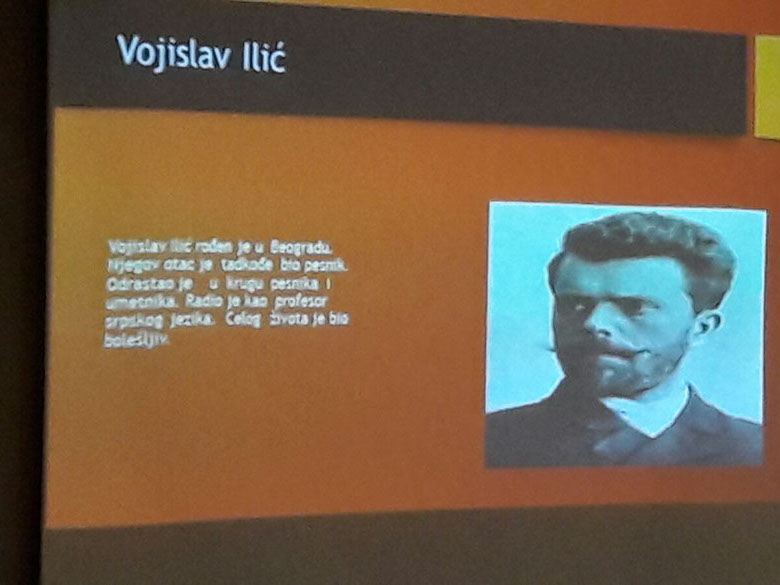 Vojislav Ilić
Vojislav Ilić rođen je u Beogradu.
Njegov otac je tadkođe bio pesnik.
Odrastao je u krugu pesnika i
umetnika. Radio je kao profesor
srpskog jezika. Celog života je bio
bolešljiv.